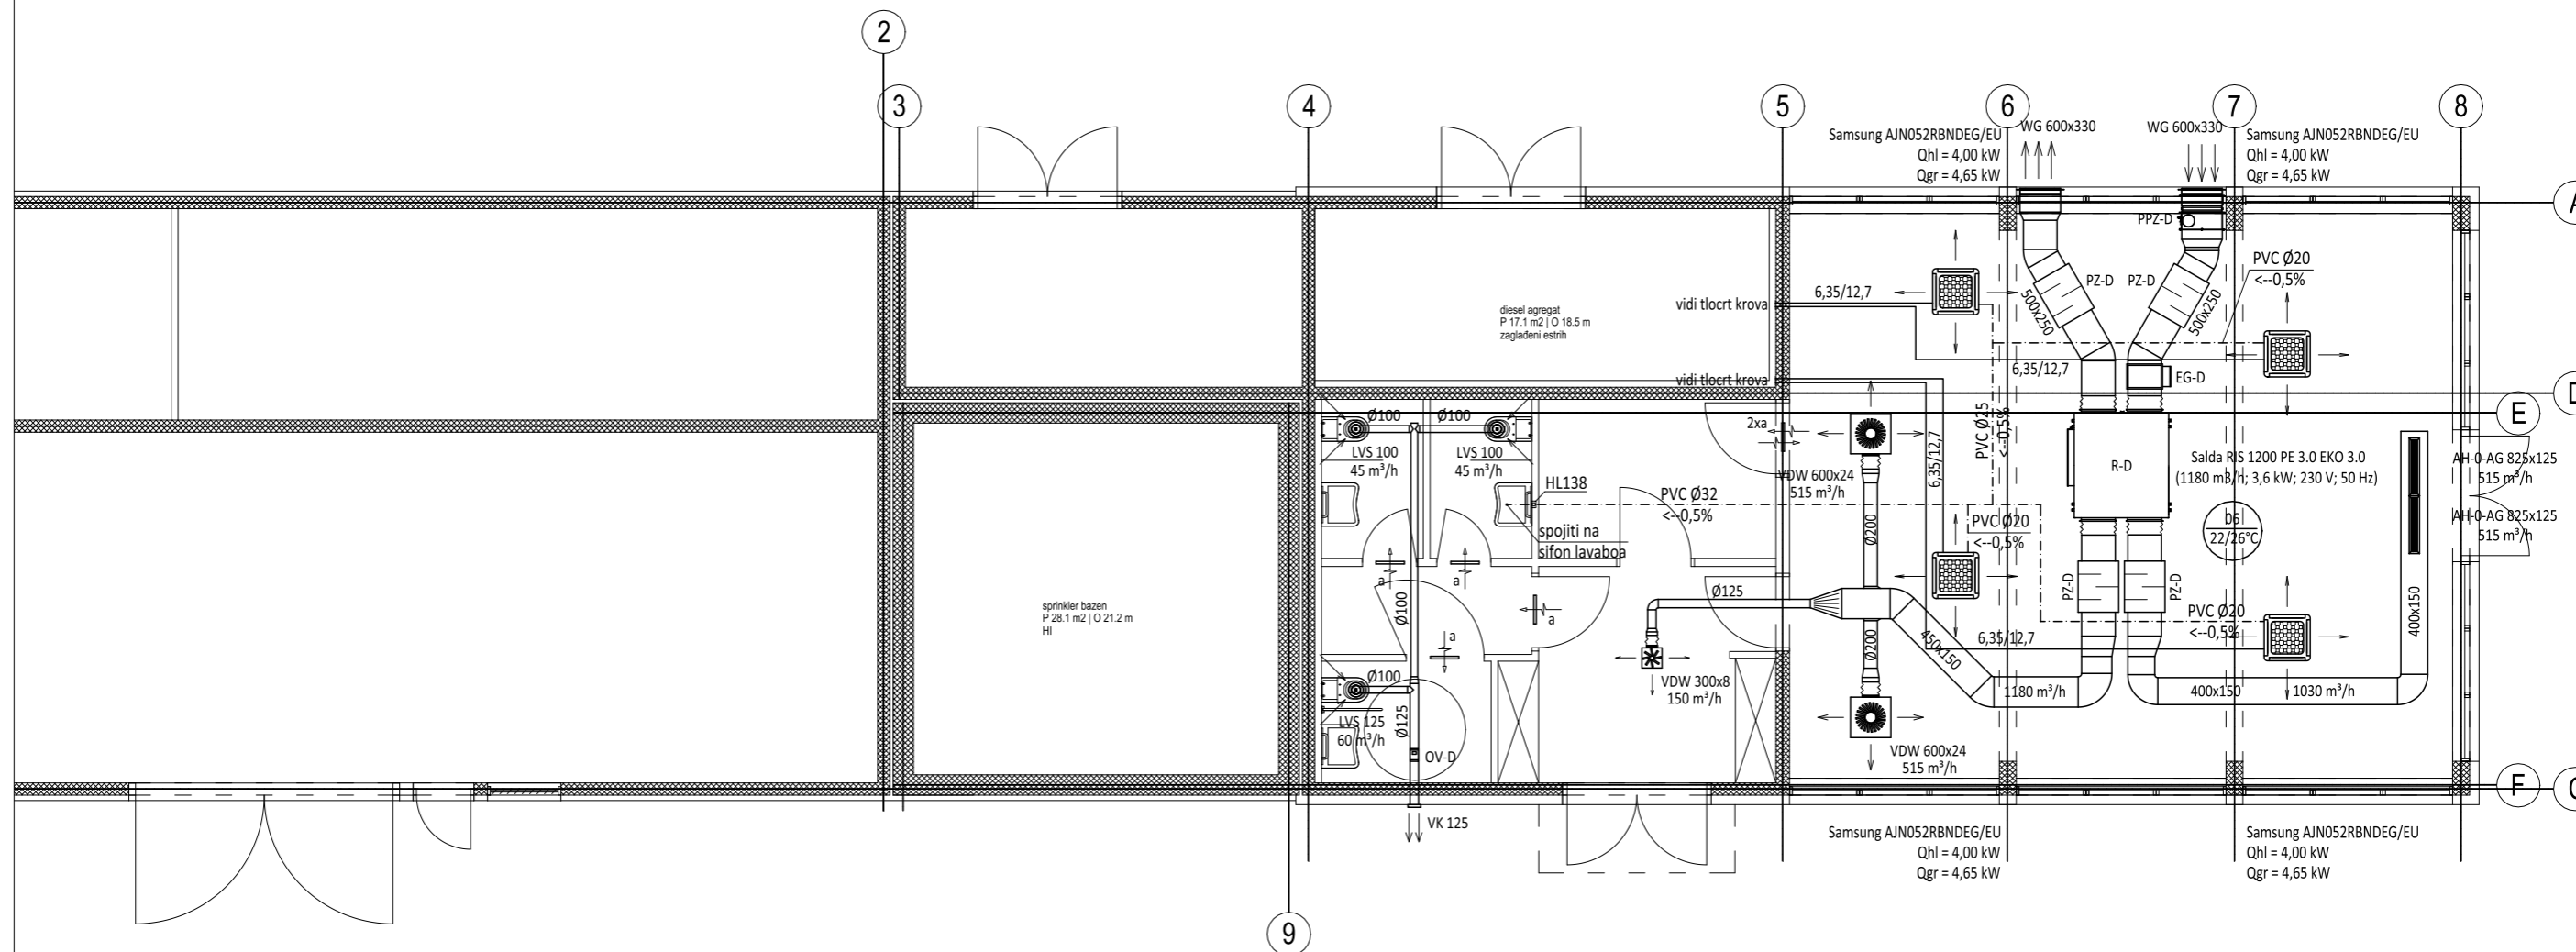 2
3
4
5
6
7
8
Samsung AJN052RBNDEG/EU
Qhl = 4,00 kW
Qgr = 4,65 kW
WG 600x330
WG 600x330
Samsung AJN052RBNDEG/EU
Qhl = 4,00 kW
Qgr = 4,65 kW
PPZ-D
PVC Ø20
<--0,5%
PZ-D
PZ-D
500x250
500x250
diesel agregat
P 17.1 m2 | O 18.5 m
zaglađeni estrih
vidi tlocrt krova
6,35/12,7
vidi tlocrt krova
6,35/12,7
EG-D
E
Ø100
Ø100
2xa
PVC Ø25
<--0,5%
6,35/12,7
LVS 100
45 m³/h
LVS 100
45 m³/h
HL138
PVC Ø32
<--0,5%
VDW 600x24
515 m³/h
R-D
Salda RIS 1200 PE 3.0 EKO 3.0
(1180 m3/h; 3,6 kW; 230 V; 50 Hz)
AH-0-AG 825x125
515 m³/h
AH-0-AG 825x125
515 m³/h
spojiti na
sifon lavaboa
Ø200
PVC Ø20
<--0,5%
06
22/26°C
a
a
a
a
Ø100
Ø125
PZ-D
PZ-D
PVC Ø20
<--0,5%
400x150
sprinkler bazen
P 28.1 m2 | O 21.2 m
HI
450x150
6,35/12,7
Ø200
Ø100
VDW 300x8
150 m³/h
1180 m³/h
400x150
1030 m³/h
LVS 125
60 m³/h
Ø125
OV-D
VDW 600x24
515 m³/h
F
VK 125
Samsung AJN052RBNDEG/EU
Qhl = 4,00 kW
Qgr = 4,65 kW
Samsung AJN052RBNDEG/EU
Qhl = 4,00 kW
Qgr = 4,65 kW
9